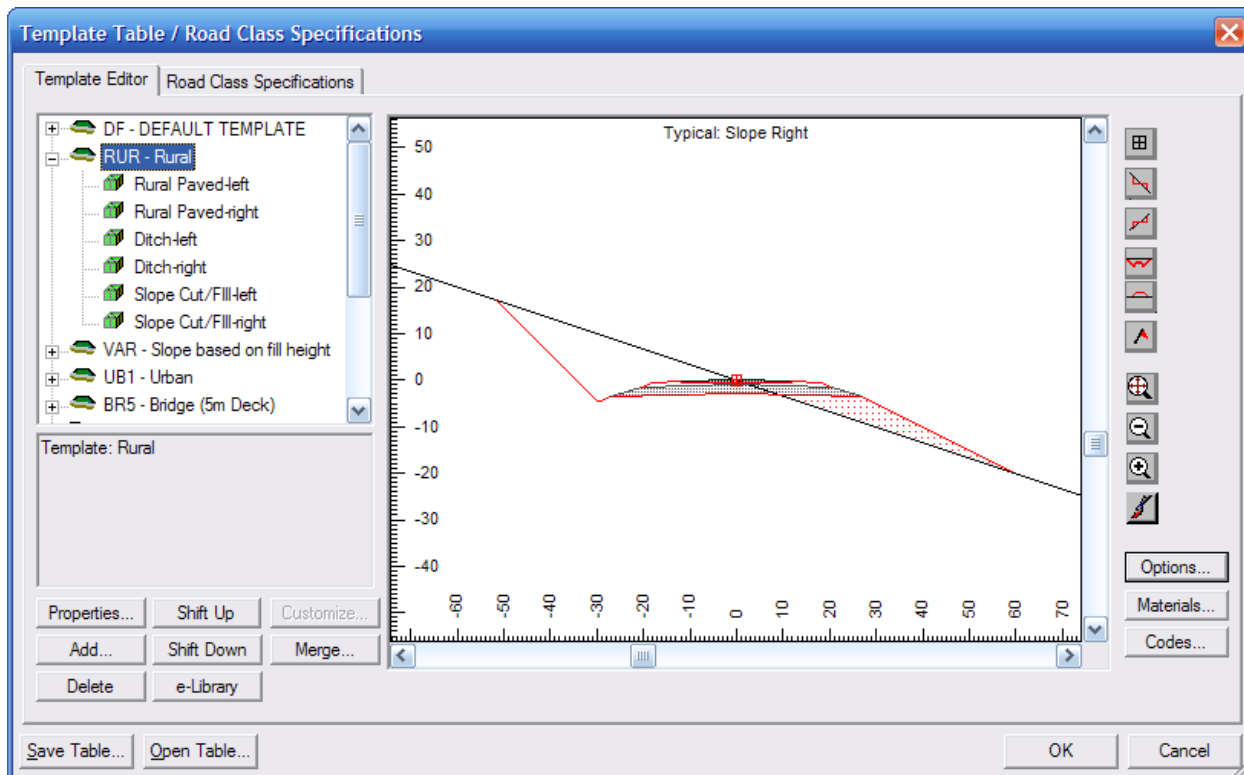 Template Table / Road Class Specifications
Template Editor
Road Class Specifications
DF - DEFAULT TEMPLATE
RUR - Rural
Rural Paved-left
Rural Paved-right
Ditch-left
Ditch-right
Slope Cut/FIll-left
Slope Cut/FIll-right
VAR - Slope based on fill height
UB1 - Urban
BR5 - Bridge (5m Deck)
Template: Rural
Properties...
Shift Up
Customize...
Add...
Shift Down
Merge...
Delete
e-Library
Typical: Slope Right
50
40
30
20
10
0
-10
-20
-30
-40
-60
-50
-40
-30
-20
-10
0
10
20
30
40
50
60
70
Options...
Materials...
Codes...
Save Table...
Open Table...
OK
Cancel